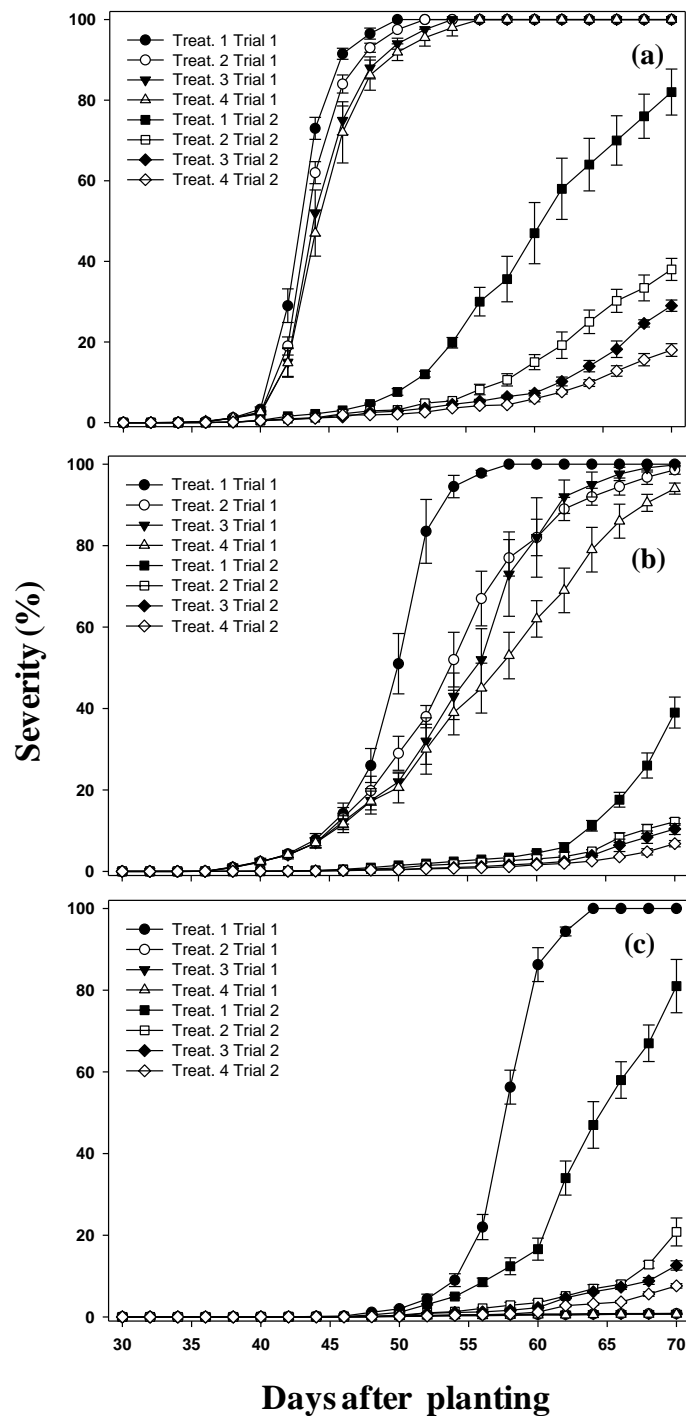 100
80
60
40
20
0
Treat. 1 Trial 1
Treat. 2 Trial 1
Treat. 3 Trial 1
Treat. 4 Trial 1
Treat. 1 Trial 2
Treat. 2 Trial 2
Treat. 3 Trial 2
Treat. 4 Trial 2
(a)
100
80
60
40
20
0
Treat. 1 Trial 1
Treat. 2 Trial 1
Treat. 3 Trial 1
Treat. 4 Trial 1
Treat. 1 Trial 2
Treat. 2 Trial 2
Treat. 3 Trial 2
Treat. 4 Trial 2
(b)
Severity (%)
100
80
60
40
20
0
Treat. 1 Trial 1
Treat. 2 Trial 1
Treat. 3 Trial 1
Treat. 4 Trial 1
Treat. 1 Trial 2
Treat. 2 Trial 2
Treat. 3 Trial 2
Treat. 4 Trial 2
(c)
30 35 40 45 50 55 60 65 70
Days after planting